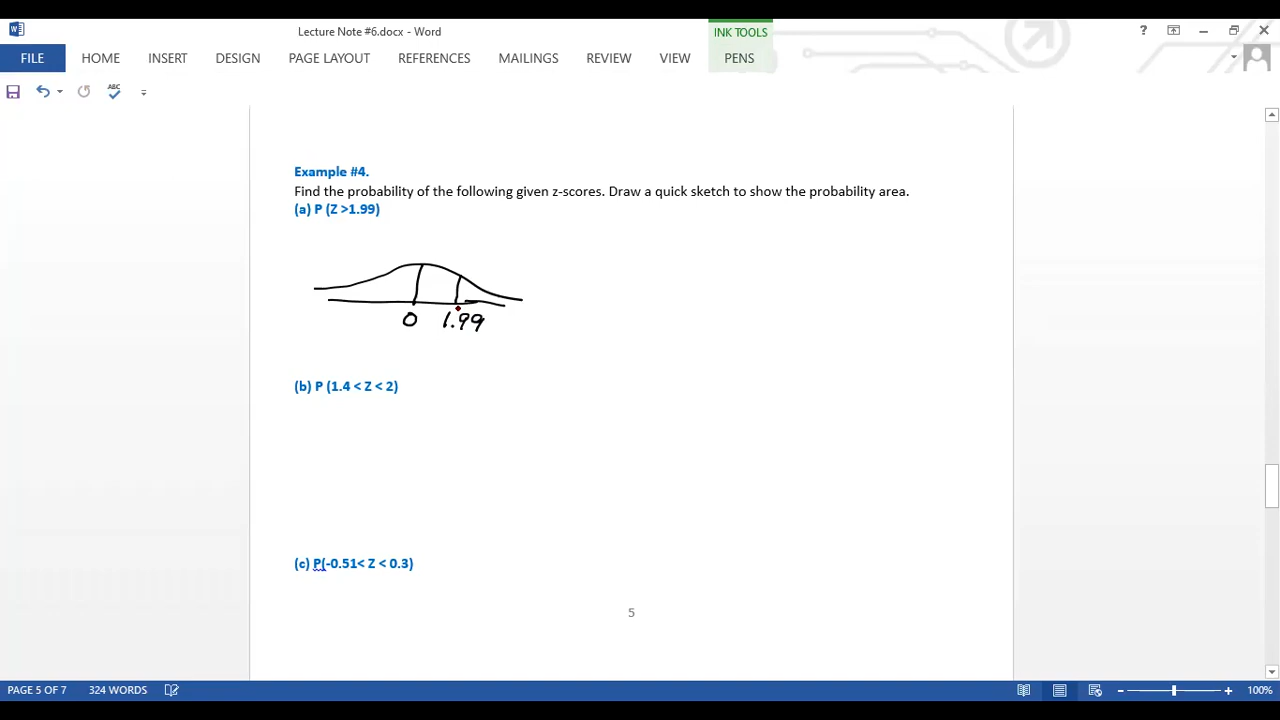 Lecture Note #6.docx - Word
INK TOOLS
?
FILE HOME INSERT DESIGN PAGE LAYOUT REFERENCES MAILINGS REVIEW VIEW PENS
ABC
Example #4.
Find the probability of the following given z-scores. Draw a quick sketch to show the probability area.
(a) P (Z >1.99)
0 1.99
(b) P (1.4 < Z < 2)
(c) P(-0.51< Z < 0.3)
5
PAGE 5 OF 7 324 WORDS 100%